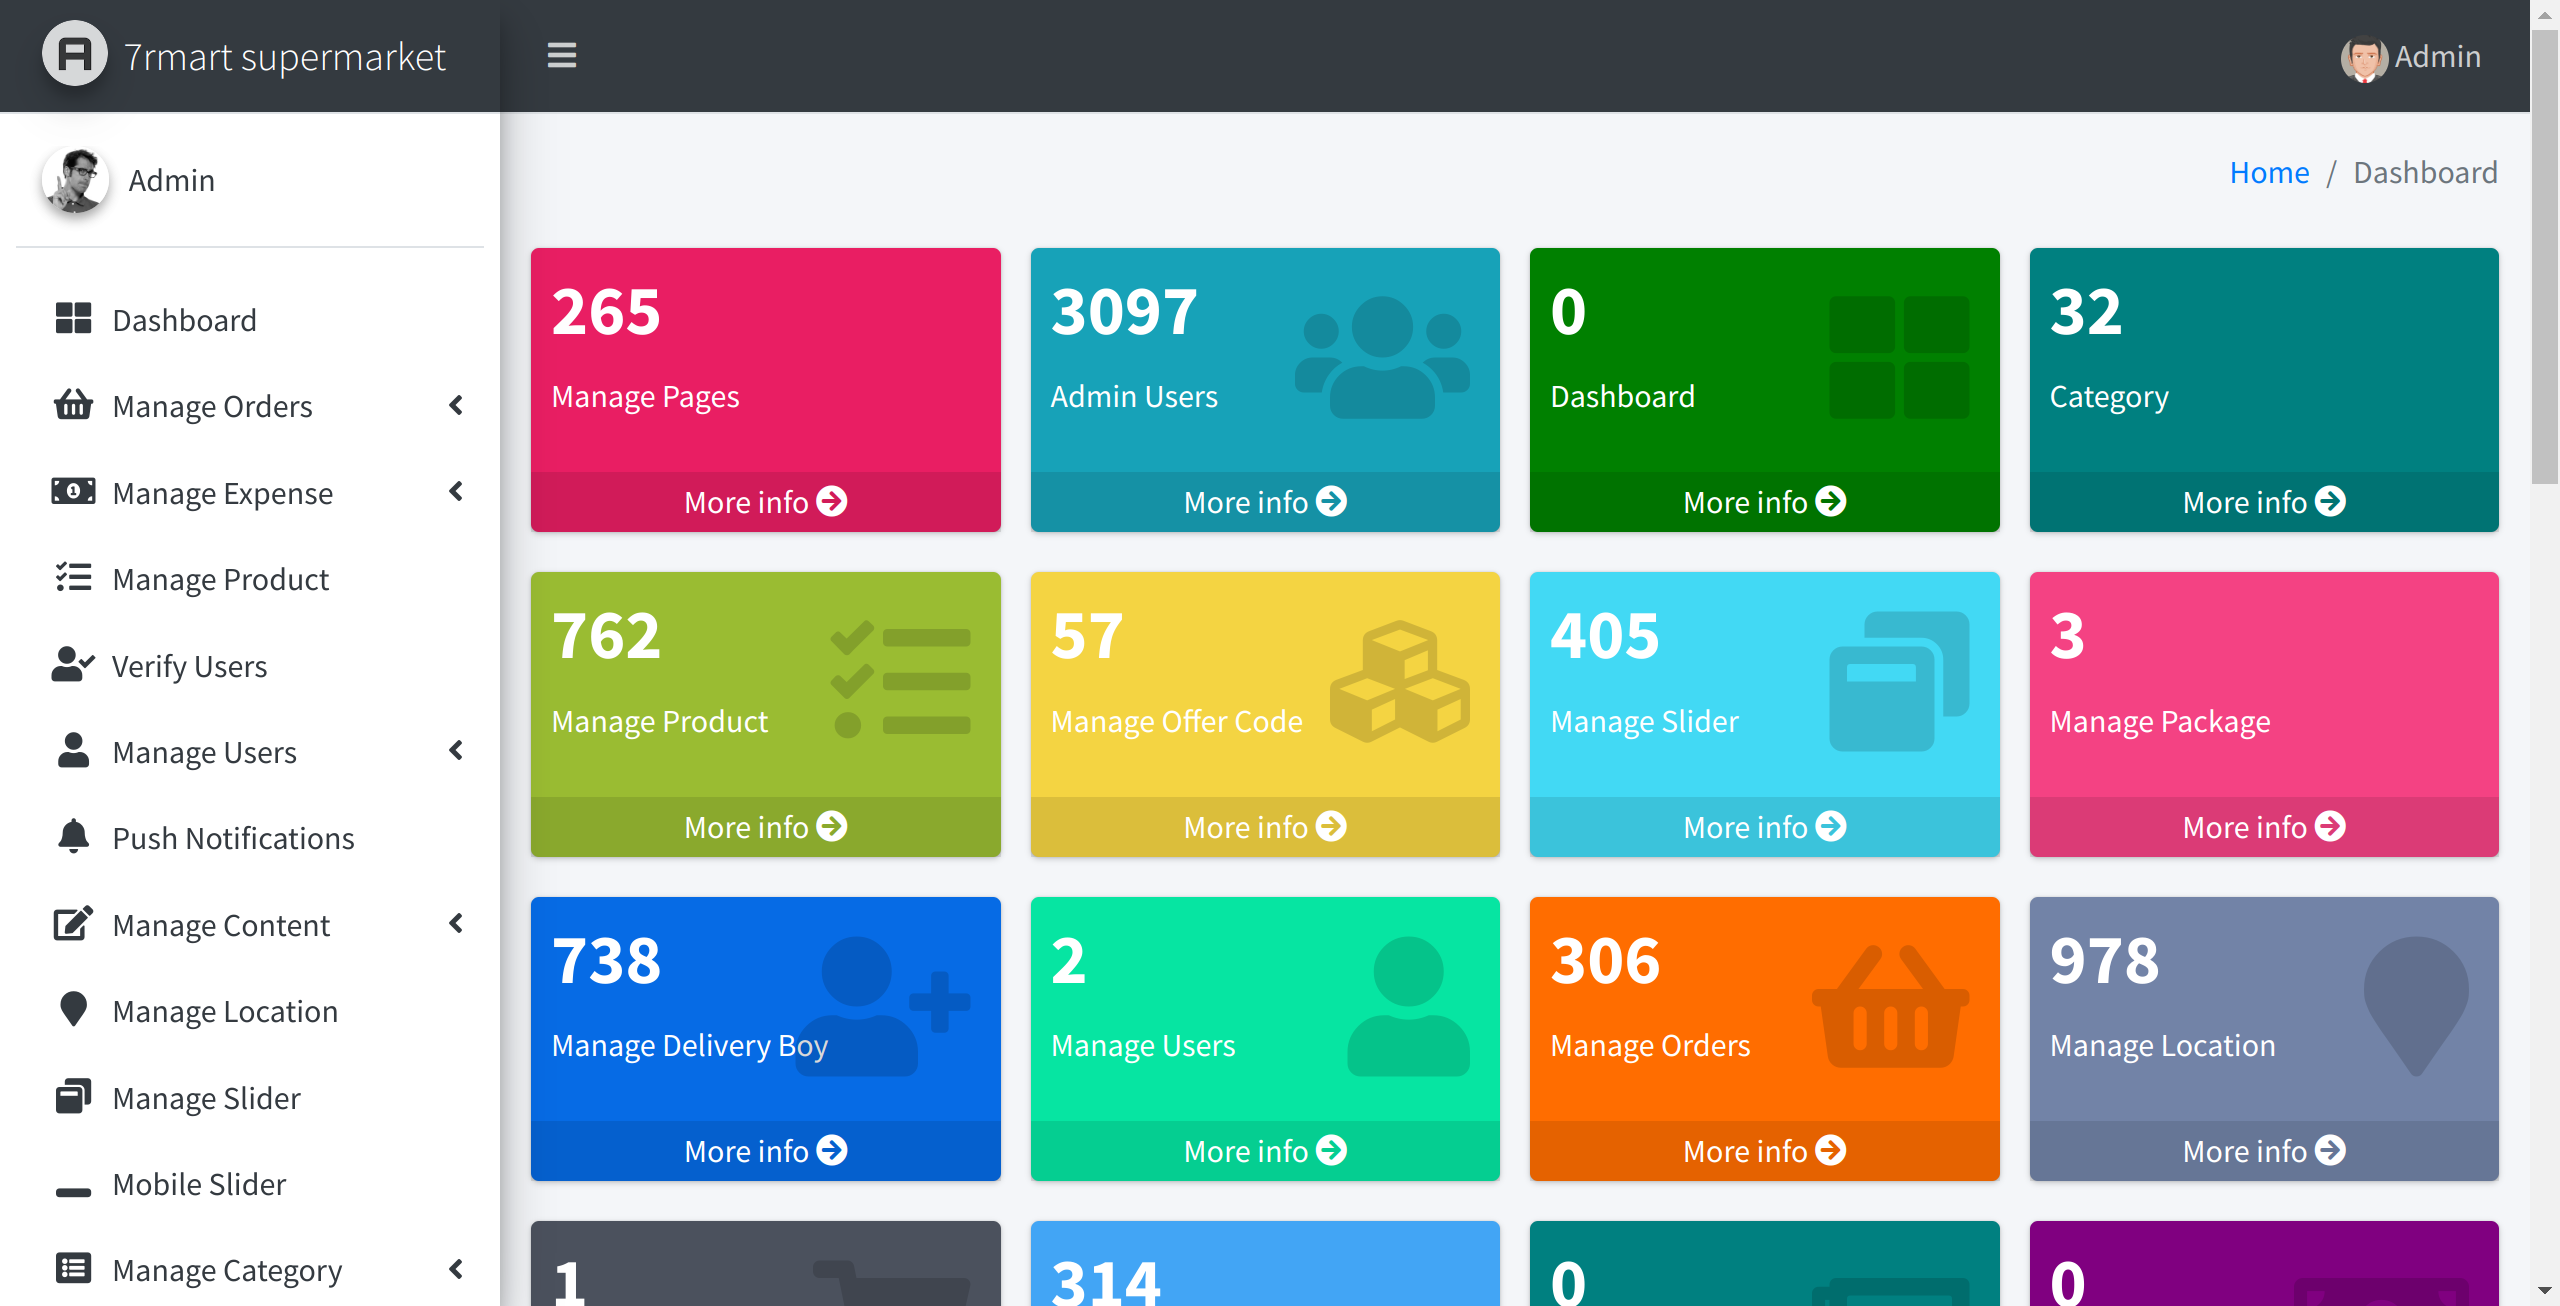 7rmart supermarket
Admin
Admin
Home / Dashboard
Dashboard
Manage Orders
Manage Expense
Manage Product
Verify Users
Manage Users
Push Notifications
Manage Content
Manage Location
Manage Slider
Mobile Slider
Manage Category
265
Manage Pages
More info
3097
Admin Users
More info
0
Dashboard
More info
32
Category
More info
762
Manage Product
More info
57
Manage Offer Code
More info
405
Manage Slider
More info
3
Manage Package
More info
738
Manage Delivery Boy
More info
2
Manage Users
More info
306
Manage Orders
More info
978
Manage Location
More info
1
314
0
0